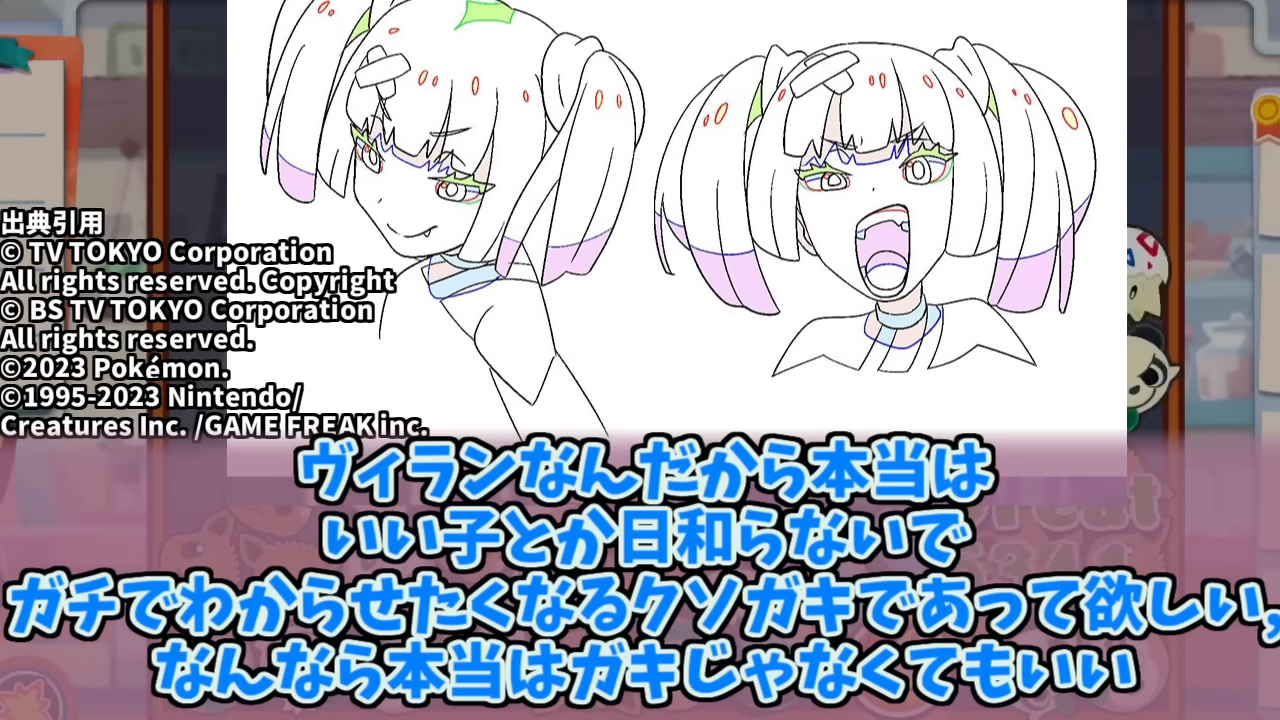 出典引用
© TV TOKYO Corporation
All rights reserved. Copyright
© BS TV TOKYO Corporation
All rights reserved.
©2023 Pokémon.
©1995-2023 Nintendo/
Creatures Inc. /GAME FREAK inc.
ヴィランなんだから本当は
いい子とか日和らないで
ガチでわからせたくなるクソガキであって欲しい,
なんなら本当はガキじゃなくてもいい